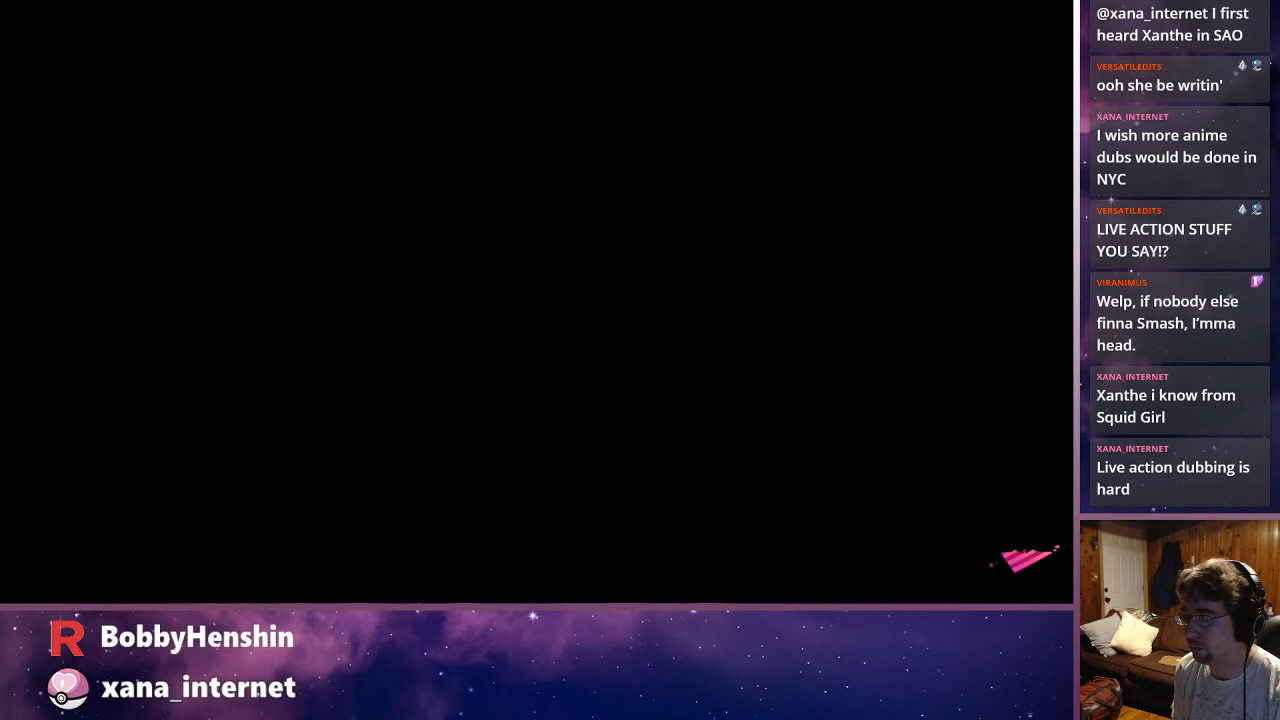 @xana_internet I first
heard Xanthe in SAO
VERSATILEDITS
ooh she be writin'
XANA_INTERNET
I wish more anime
dubs would be done in
NYC
VERSATILEDITS
LIVE ACTION STUFF
YOU SAY!?
VIRANIMUS
Welp, if nobody else
finna Smash, I’mma
head.
XANA_INTERNET
Xanthe i know from
Squid Girl
XANA_INTERNET
Live action dubbing is
hard
R BobbyHenshin
xana_internet